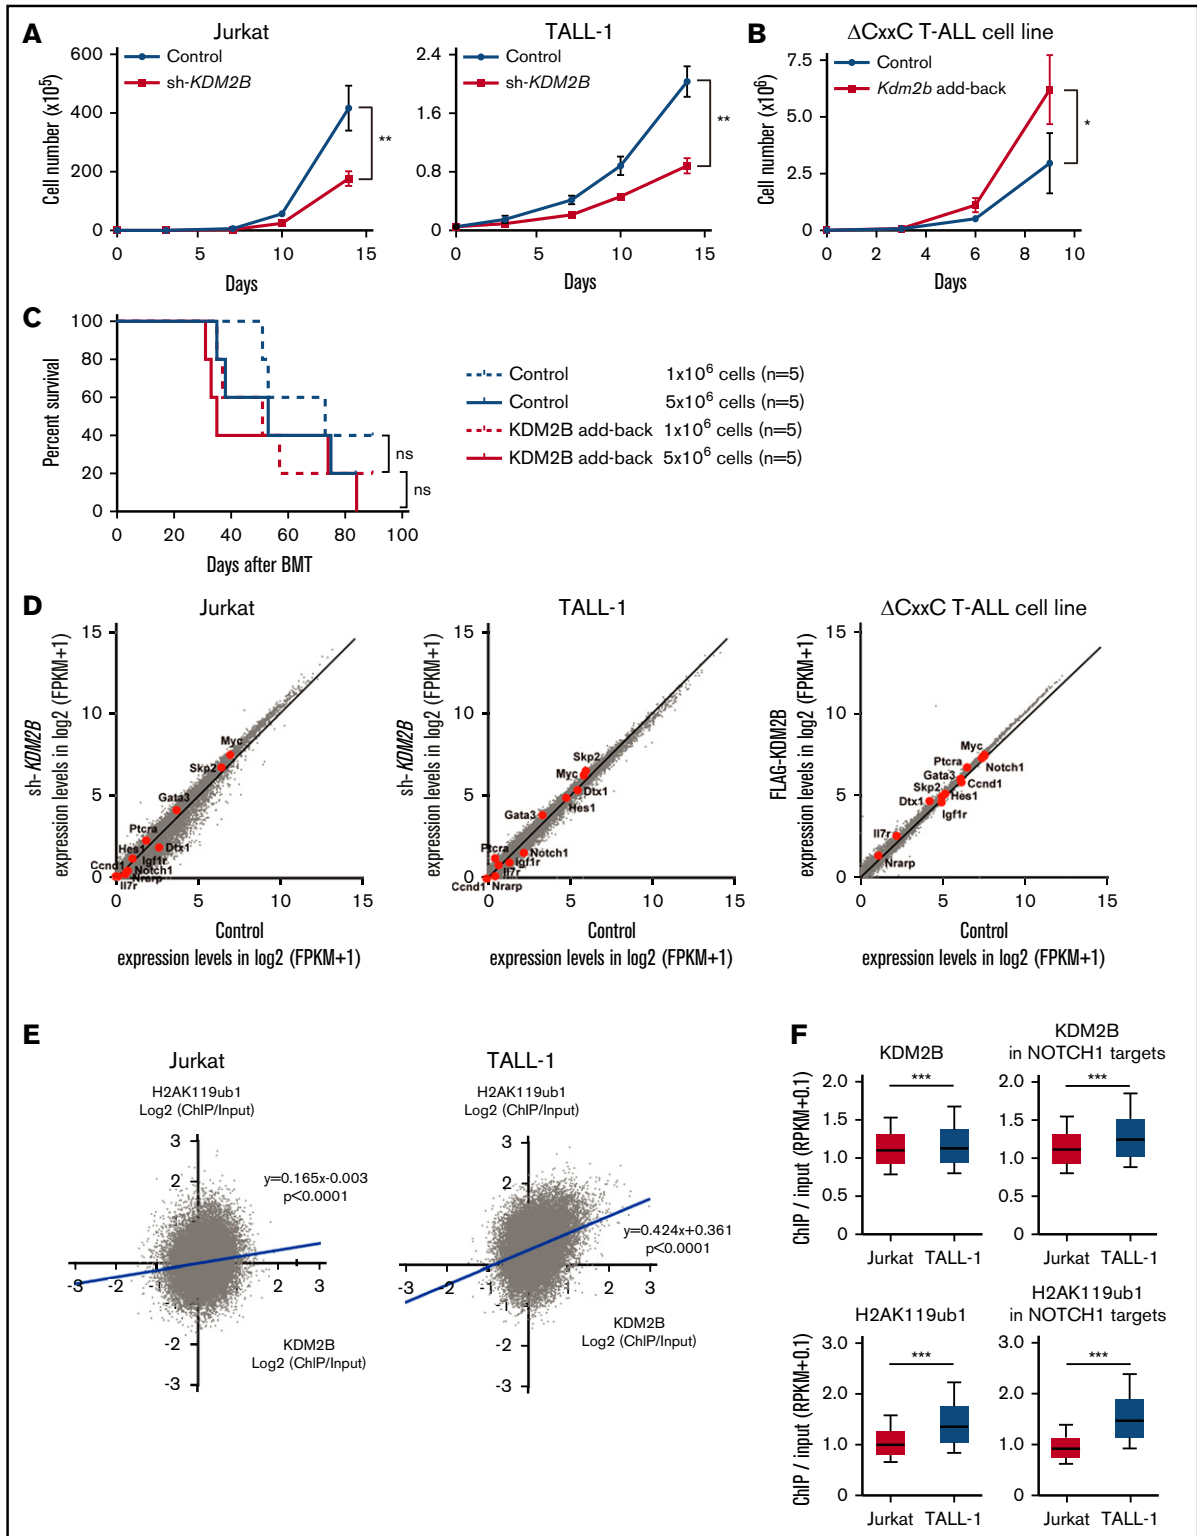 A
Jurkat
Cell number (x10⁵)
600
400
200
0
Control
sh-KDM2B
**
0
5
10
15
Days
TALL-1
2.4
1.6
0.8
0
Control
sh-KDM2B
**
0
5
10
15
Days
B
ΔCxxC T-ALL cell line
Cell number (x10⁶)
7.5
5.0
2.5
0
Control
Kdm2b add-back
*
0
2
4
6
8
10
Days
C
Percent survival
100
80
60
40
20
0
ns
ns
0
20
40
60
80
100
Days after BMT
Control 1x10⁶ cells (n=5)
Control 5x10⁶ cells (n=5)
KDM2B add-back 1x10⁶ cells (n=5)
KDM2B add-back 5x10⁶ cells (n=5)
D
Jurkat
sh-KDM2B
expression levels in log2 (FPKM+1)
15
10
5
0
Myc
Skp2
Gata3
Ptcra
Hes1
Dtx1
Igf1r
Ccnd1
Notch1
Nrarp
Il7r
0
5
10
15
Control
expression levels in log2 (FPKM+1)
TALL-1
sh-KDM2B
expression levels in log2 (FPKM+1)
15
10
5
0
Skp2
Myc
Dtx1
Hes1
Gata3
Ptcra
Notch1
Igf1r
Il7r
Ccnd1
Nrarp
0
5
10
15
Control
expression levels in log2 (FPKM+1)
ΔCxxC T-ALL cell line
FLAG-KDM2B
expression levels in log2 (FPKM+1)
15
10
5
0
Myc
Ptcra
Notch1
Gata3
Ccnd1
Skp2
Hes1
Dtx1
Igf1r
Il7r
Nrarp
0
5
10
15
Control
expression levels in log2 (FPKM+1)
E
Jurkat
H2AK119ub1
Log2 (ChIP/Input)
3
2
y=0.165x-0.003
p<0.0001
-3
-2
-1
2
3
-2
-3
KDM2B
Log2 (ChIP/Input)
TALL-1
H2AK119ub1
Log2 (ChIP/Input)
3
2
y=0.424x+0.361
p<0.0001
-3
-2
-1
2
3
-1
-2
-3
KDM2B
Log2 (ChIP/Input)
F
KDM2B
ChIP / input (RPKM+0.1)
2.0
1.5
1.0
0.5
0
***
Jurkat
TALL-1
KDM2B
in NOTCH1 targets
2.0
1.5
1.0
0.5
0
***
Jurkat
TALL-1
H2AK119ub1
ChIP / input (RPKM+0.1)
3.0
2.0
1.0
0
***
Jurkat
TALL-1
H2AK119ub1
in NOTCH1 targets
3.0
2.0
1.0
0
***
Jurkat
TALL-1